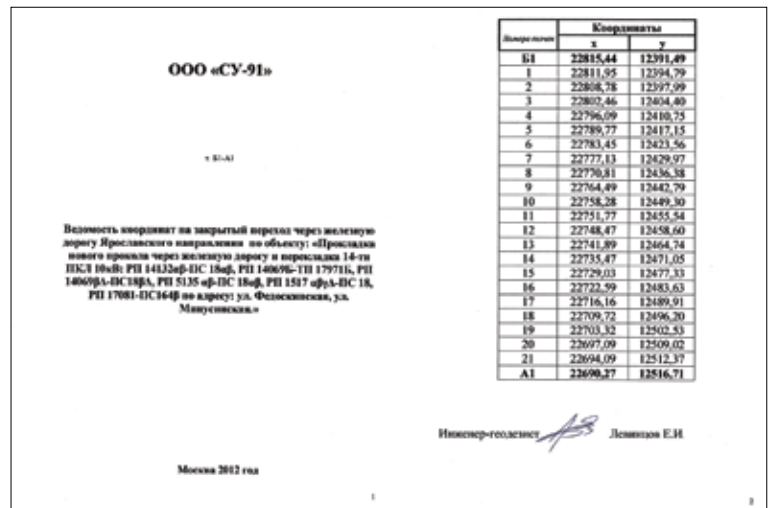 ООО «СУ-91»
т. Б1-А1
Ведомость координат на закрытый переход через железную
дорогу Ярославского направления по объекту: «Прокладка
нового прокола через железную дорогу и перекладка 14-ти
ПКЛ 10кВ: РП 14132αβ-ПС 18αβ, РП 14069Б-ТП 17971Б, РП
14069βА-ПС18βА, РП 5135 αβ-ПС 18αβ, РП 1517 αβγА-ПС 18,
РП 17081-ПС164β по адресу: ул. Федоскинская, ул.
Минусинская.»
Москва 2012 год
1
Номера точек Координаты
x y
Б1 22815,44 12391,49
1 22811,95 12394,79
2 22808,78 12397,99
3 22802,46 12404,40
4 22796,09 12410,75
5 22789,77 12417,15
6 22783,45 12423,56
7 22777,13 12429,97
8 22770,81 12436,38
9 22764,49 12442,79
10 22758,28 12449,30
11 22751,77 12455,54
12 22748,47 12458,60
13 22741,89 12464,74
14 22735,47 12471,05
15 22729,03 12477,33
16 22722,59 12483,63
17 22716,16 12489,91
18 22709,72 12496,20
19 22703,32 12502,53
20 22697,09 12509,02
21 22694,09 12512,37
А1 22690,27 12516,71
Инженер-геодезист Е.И
2